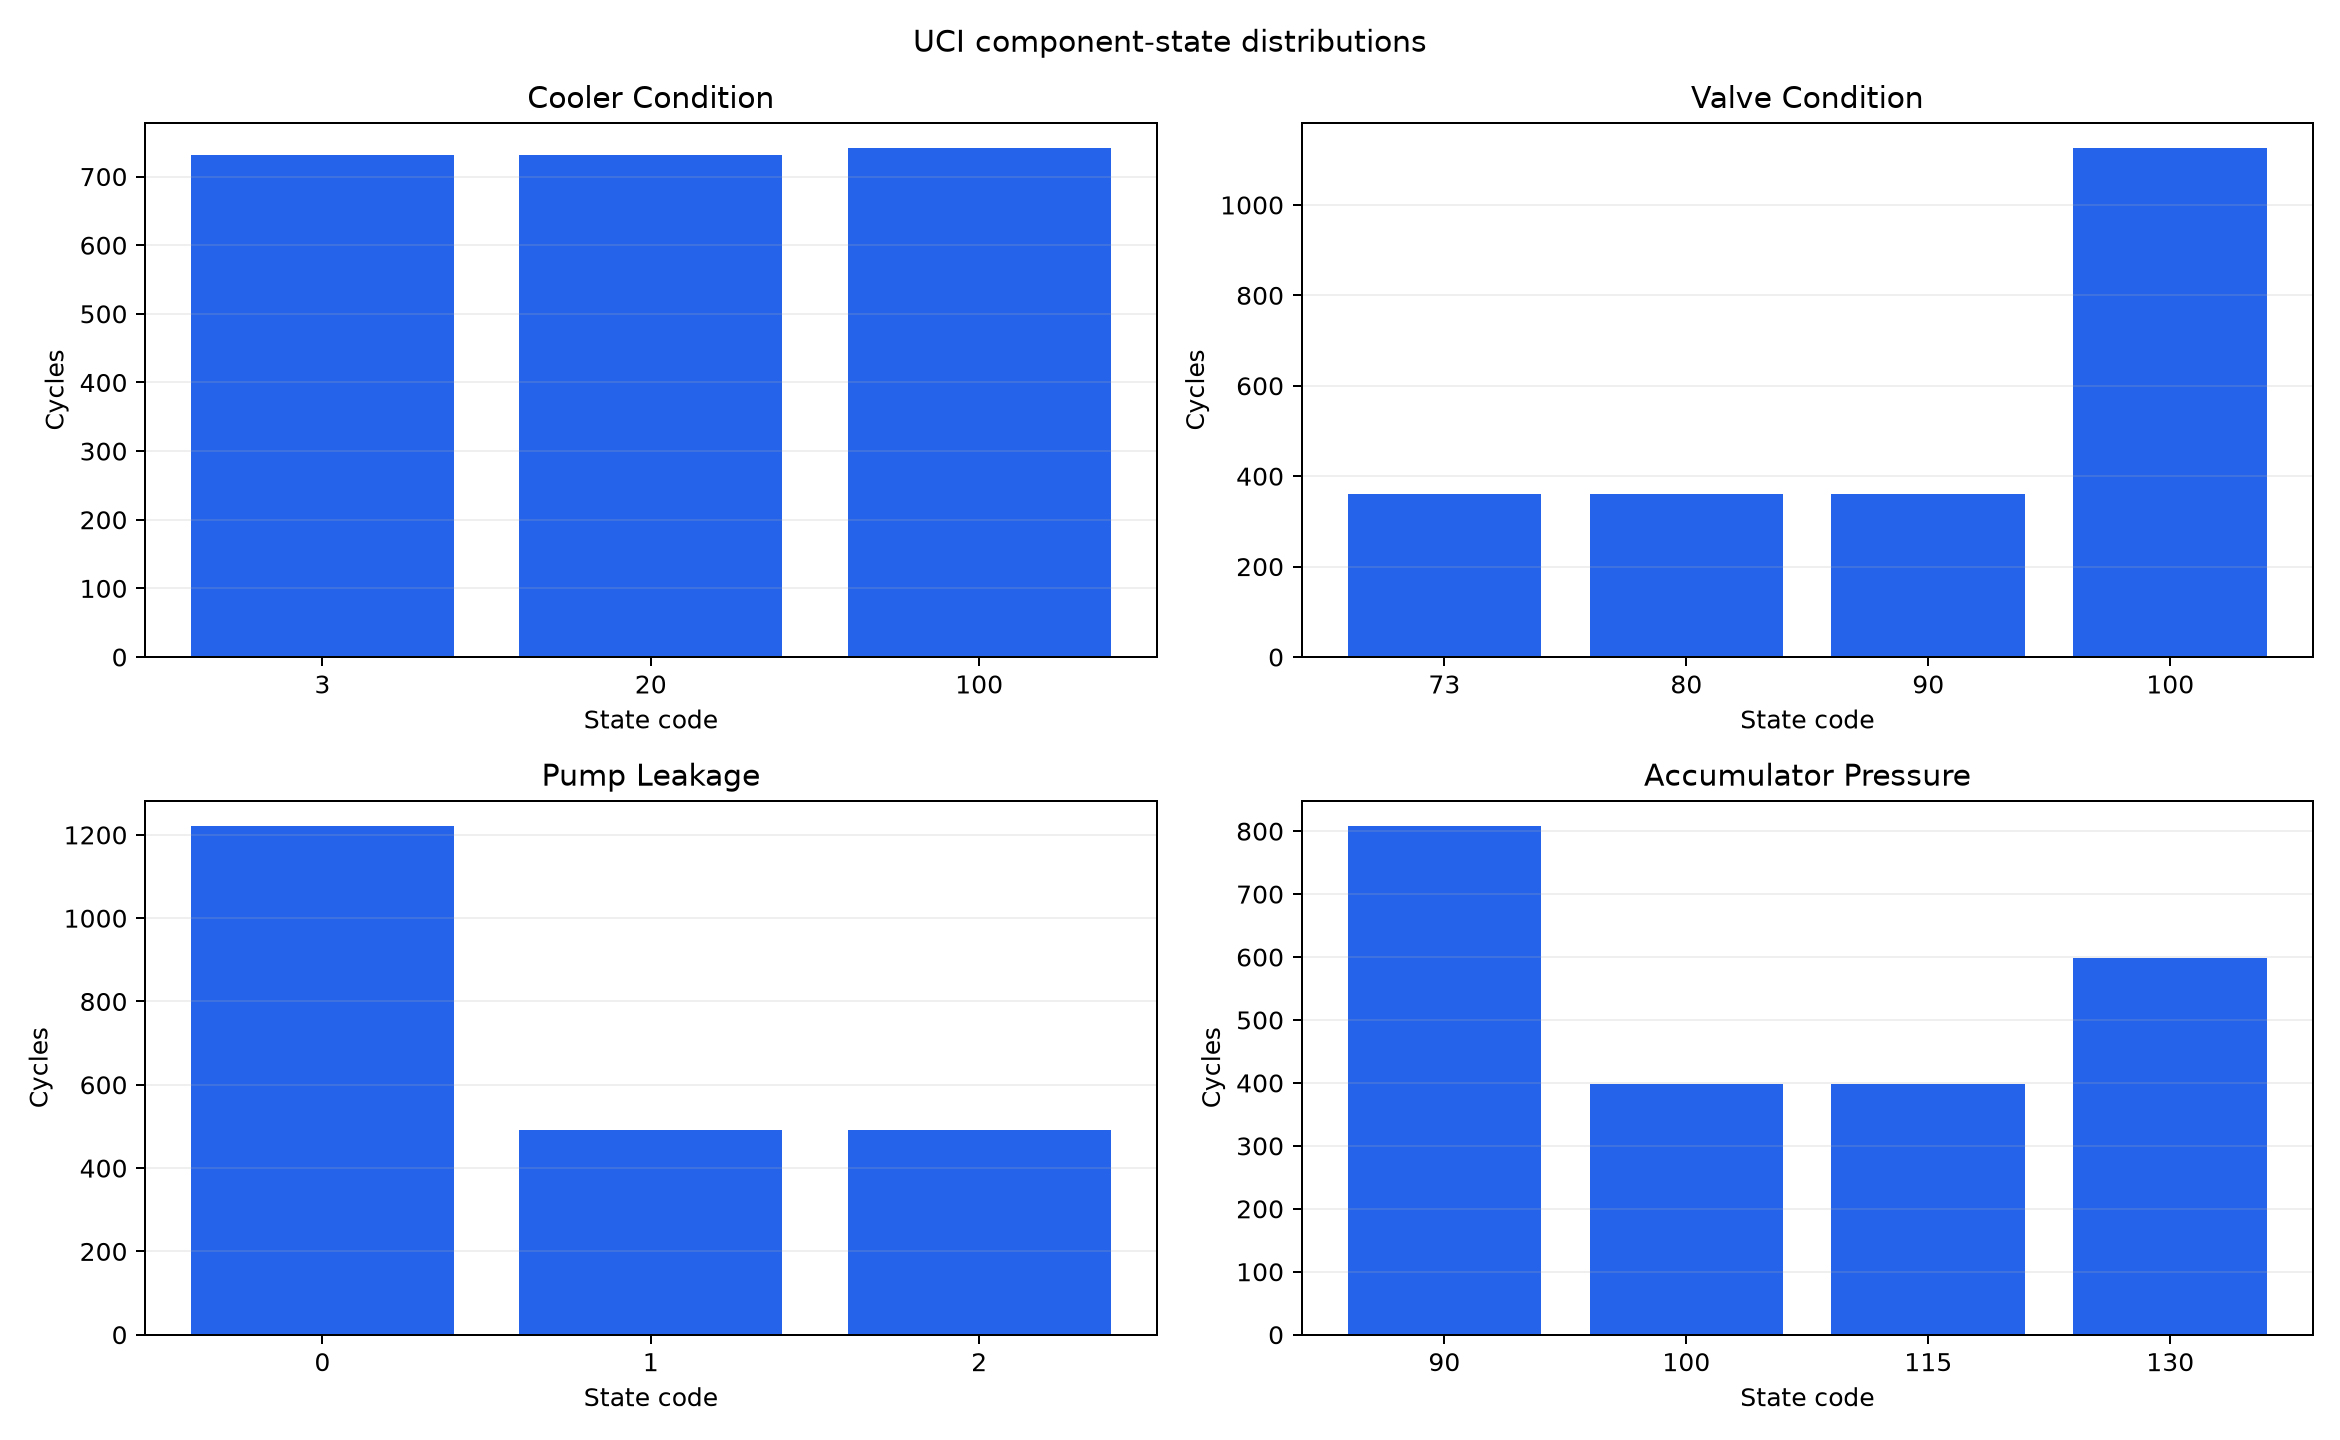 UCI component-state distributions
Cooler Condition
700
600
500
400
300
200
100
0
Cycles
3 20 100
State code
Valve Condition
1000
800
600
400
200
0
Cycles
73 80 90 100
State code
Pump Leakage
1200
1000
800
600
400
200
0
Cycles
0 1 2
State code
Accumulator Pressure
800
700
600
500
400
300
200
100
0
Cycles
90 100 115 130
State code